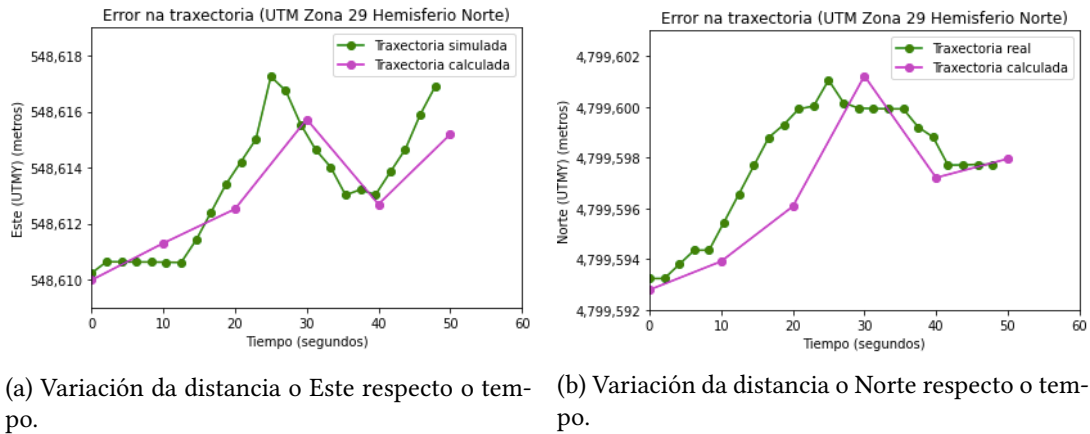 Error na traxectoria (UTM Zona 29 Hemisferio Norte)
548,618
548,616
548,614
548,612
548,610
Este (UTMY) (metros)
Traxectoria simulada
Traxectoria calculada
0 10 20 30 40 50 60
Tiempo (segundos)
(a) Variación da distancia o Este respecto o tem-
po.
Error na traxectoria (UTM Zona 29 Hemisferio Norte)
4,799,602
4,799,600
4,799,598
4,799,596
4,799,594
4,799,592
Norte (UTMY) (metros)
Traxectoria real
Traxectoria calculada
0 10 20 30 40 50 60
Tiempo (segundos)
(b) Variación da distancia o Norte respecto o tem-
po.